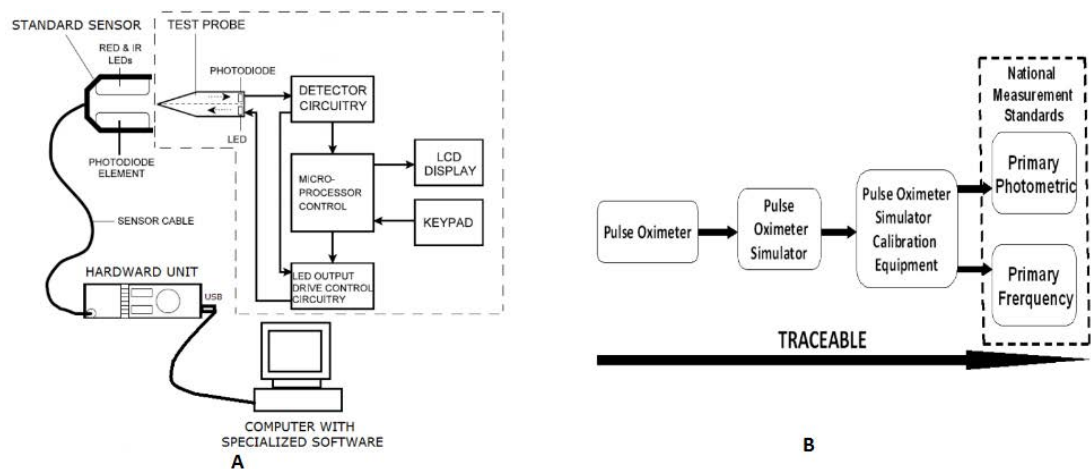 STANDARD SENSOR
RED & IR
LEDs
PHOTODIODE
ELEMENT
SENSOR CABLE
HARDWARD UNIT
USB
COMPUTER WITH
SPECIALIZED SOFTWARE
TEST PROBE
PHOTODIODE
LED
DETECTOR
CIRCUITRY
MICRO-
PROCESSOR
CONTROL
LCD
DISPLAY
KEYPAD
LED OUTPUT
DRIVE CONTROL
CIRCUITRY
A
Pulse Oximeter
Pulse
Oximeter
Simulator
Pulse Oximeter
Simulator
Calibration
Equipment
National
Measurement
Standards
Primary
Photometric
Primary
Frerquency
TRACEABLE
B